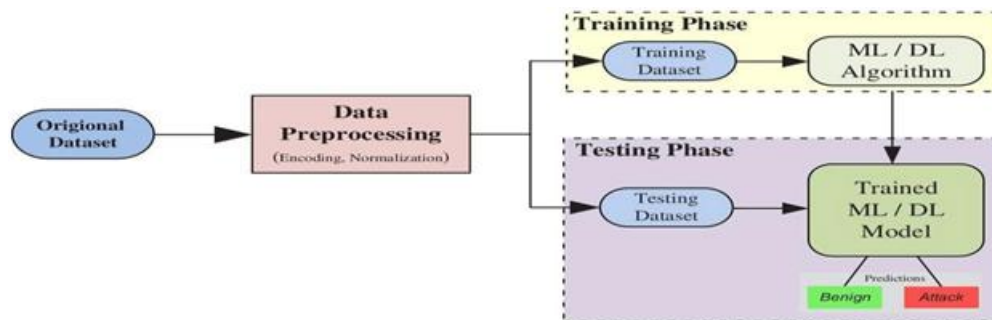 Origional
Dataset
Data
Preprocessing
(Encoding, Normalization)
Training Phase
Training
Dataset
ML / DL
Algorithm
Testing Phase
Testing
Dataset
Trained
ML / DL
Model
Predictions
Benign
Attack